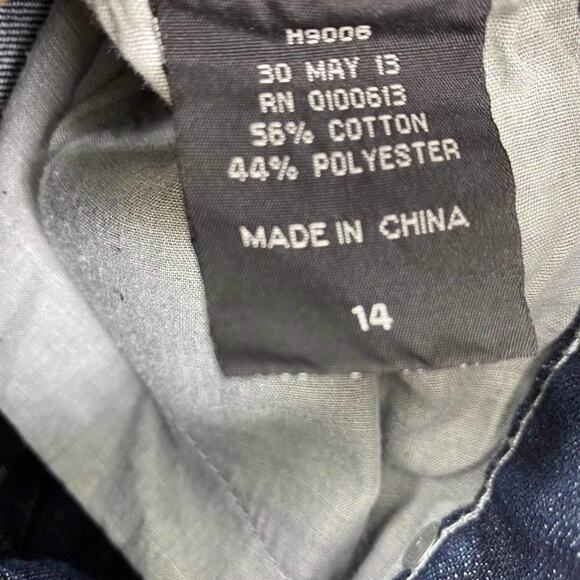 H9006
30 MAY 13
RN 0100613
56% COTTON
44% POLYESTER
MADE IN CHINA
14